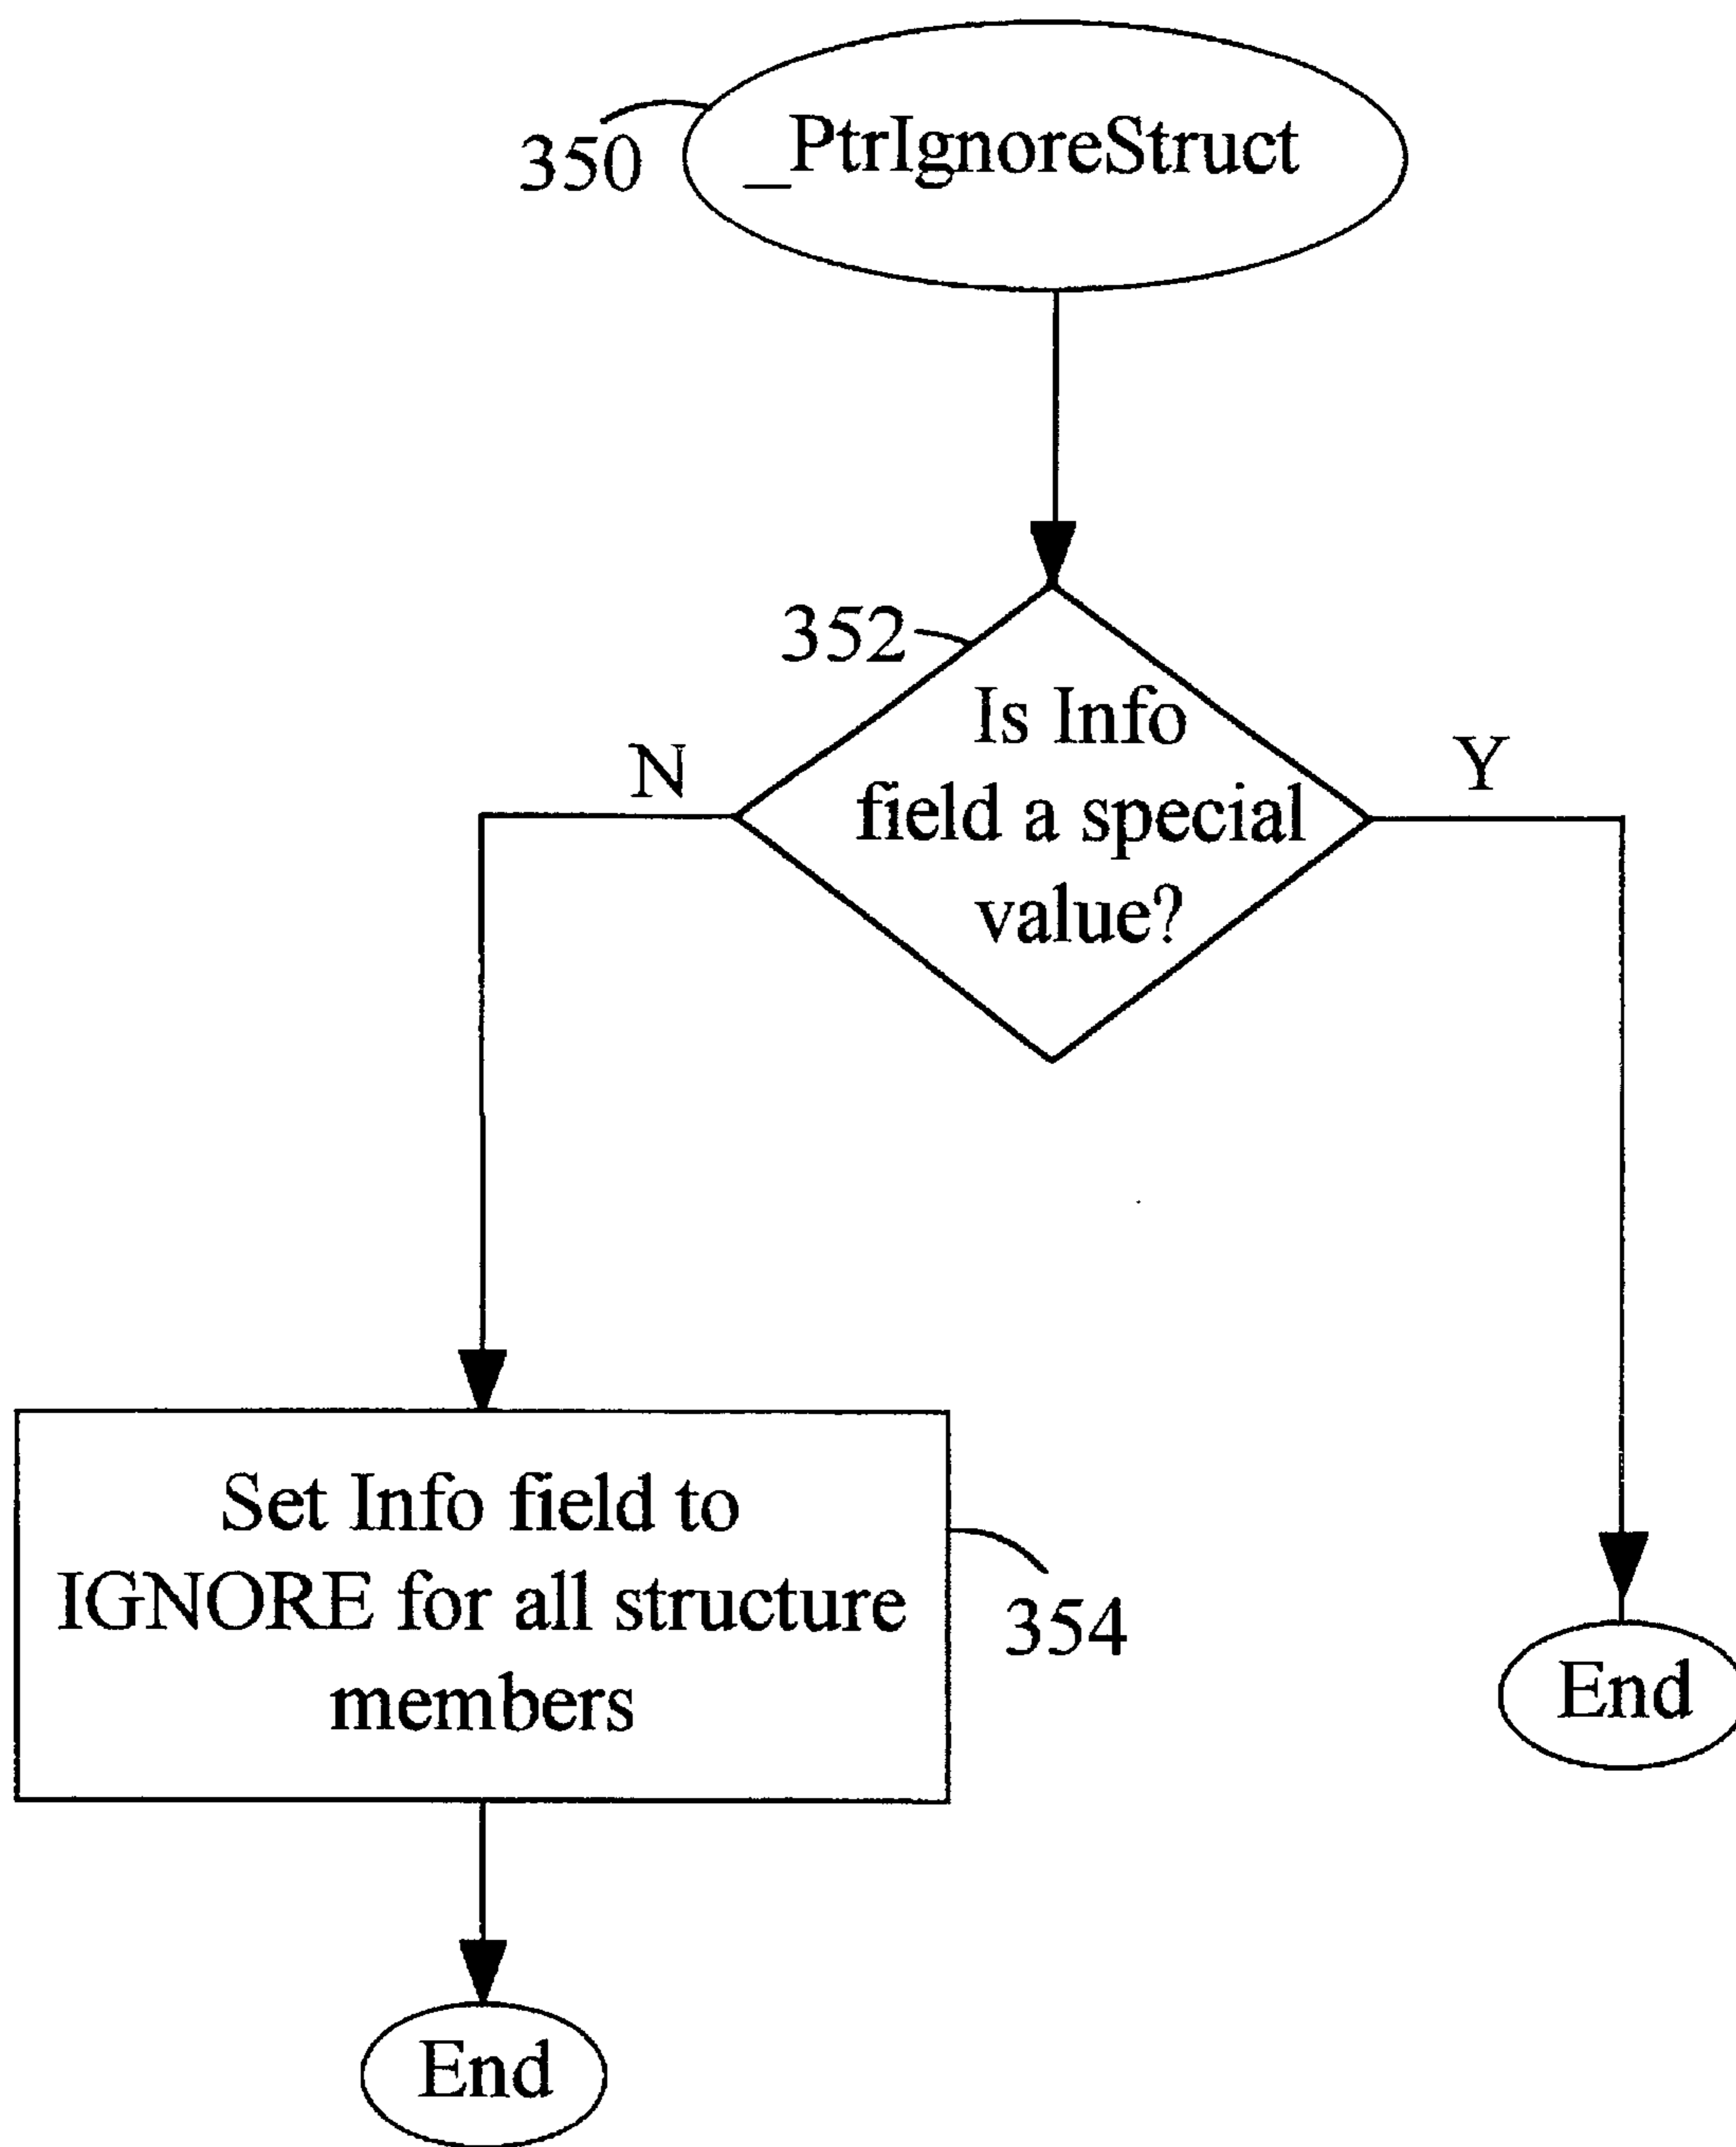 350
_PtrIgnoreStruct
352
Is Info
field a special
value?
N
Y
Set Info field to
IGNORE for all structure
members
354
End
End